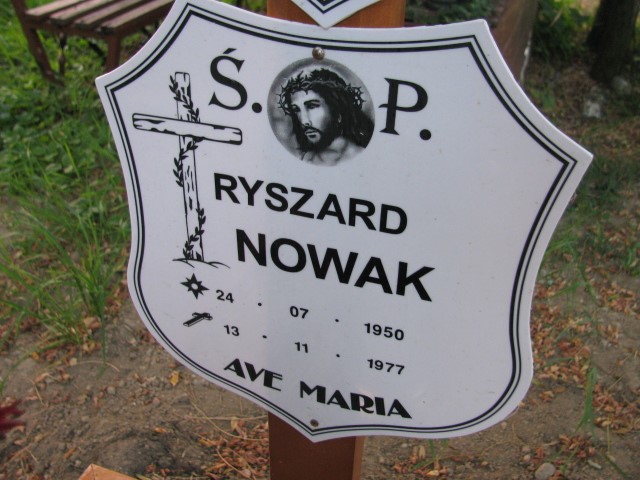 Ś. P.
RYSZARD
NOWAK
24 . 07 . 1950
13 . 11 . 1977
AVE MARIA